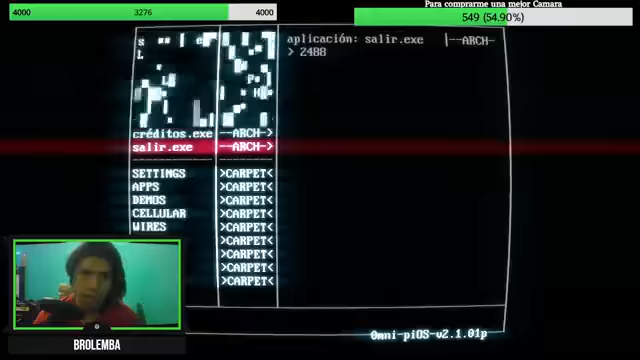 4000 3276 4000
Para comprarme una mejor Camara
549 (54.90%)
aplicación: salir.exe |--ARCH-
> 2488
créditos.exe --ARCH->
salir.exe --ARCH->
SETTINGS >CARPET<
APPS >CARPET<
DEMOS >CARPET<
CELLULAR >CARPET<
WIRES >CARPET<
>CARPET<
>CARPET<
>CARPET<
>CARPET<
Omni-piOS-v2.1.01p
BROLEMBA